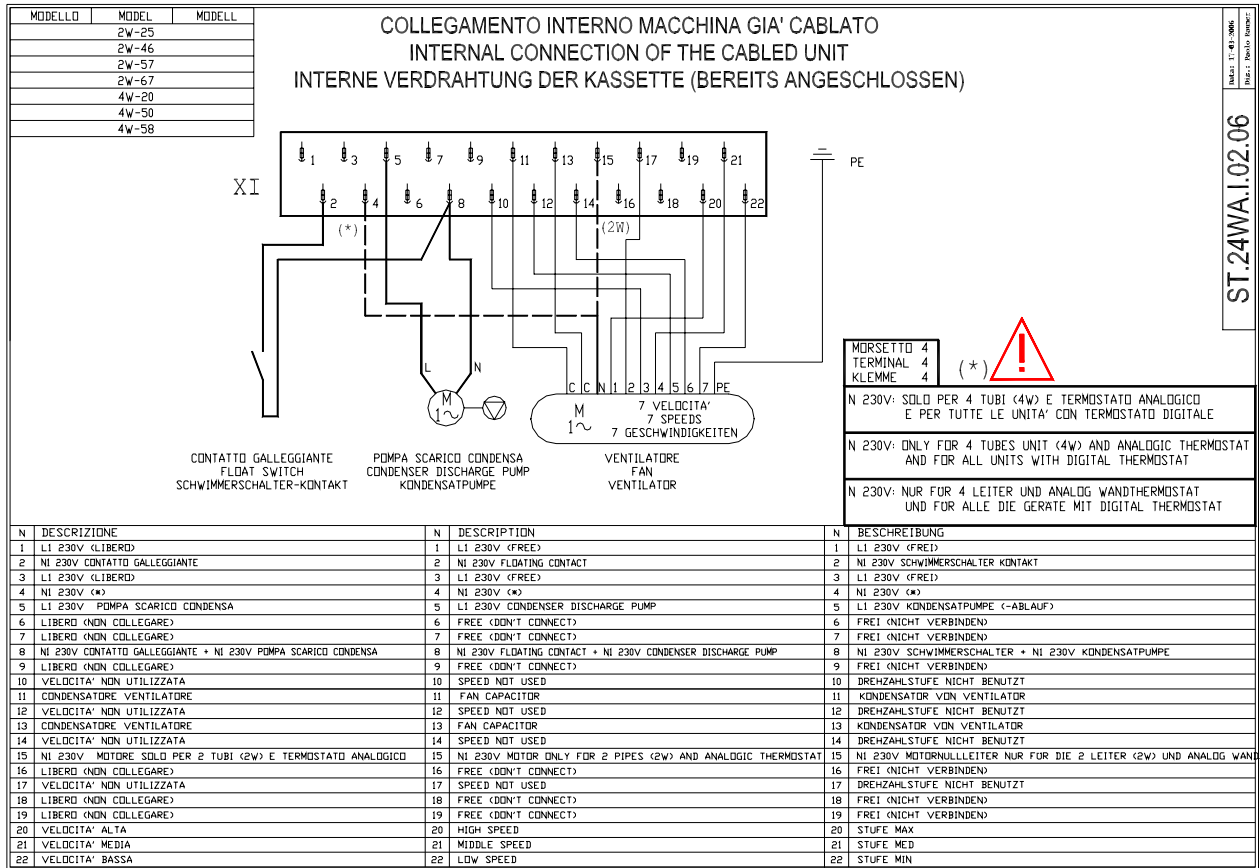 MODELLO MODEL MODELL
2W-25
2W-46
2W-57
2W-67
4W-20
4W-50
4W-58
COLLEGAMENTO INTERNO MACCHINA GIA' CABLATO
INTERNAL CONNECTION OF THE CABLED UNIT
INTERNE VERDRAHTUNG DER KASSETTE (BEREITS ANGESCHLOSSEN)
Data: 17-03-2006
ST.24WA.I.02.06
1 3 5 7 9 11 13 15 17 19 21
XI
2 4 6 8 10 12 14 16 18 20 22
PE
(*)
(2W)
L N
M
1~
C C N 1 2 3 4 5 6 7 PE
M
1~
7 VELOCITA'
7 SPEEDS
7 GESCHWINDIGKEITEN
CONTATTO GALLEGGIANTE
FLOAT SWITCH
SCHWIMMERSCHALTER-KONTAKT
POMPA SCARICO CONDENSA
CONDENSER DISCHARGE PUMP
KONDENSATPUMPE
VENTILATORE
FAN
VENTILATOR
MORSETTO 4
TERMINAL 4
KLEMME 4
(*)
!
N 230V: SOLO PER 4 TUBI (4W) E TERMOSTATO ANALOGICO
E PER TUTTE LE UNITA' CON TERMOSTATO DIGITALE
N 230V: ONLY FOR 4 TUBES UNIT (4W) AND ANALOGIC THERMOSTAT
AND FOR ALL UNITS WITH DIGITAL THERMOSTAT
N 230V: NUR FÜR 4 LEITER UND ANALOG WANDTHERMOSTAT
UND FÜR ALLE DIE GERÄTE MIT DIGITAL THERMOSTAT
N DESCRIZIONE N DESCRIPTION N BESCHREIBUNG
1 L1 230V (LIBERO) 1 L1 230V (FREE) 1 L1 230V (FREI)
2 N1 230V CONTATTO GALLEGGIANTE 2 N1 230V FLOATING CONTACT 2 N1 230V SCHWIMMERSCHALTER KONTAKT
3 L1 230V (LIBERO) 3 L1 230V (FREE) 3 L1 230V (FREI)
4 N1 230V (*) 4 N1 230V (*) 4 N1 230V (*)
5 L1 230V POMPA SCARICO CONDENSA 5 L1 230V CONDENSER DISCHARGE PUMP 5 L1 230V KONDENSATPUMPE (-ABLAUF)
6 LIBERO (NON COLLEGARE) 6 FREE (DON'T CONNECT) 6 FREI (NICHT VERBINDEN)
7 LIBERO (NON COLLEGARE) 7 FREE (DON'T CONNECT) 7 FREI (NICHT VERBINDEN)
8 N1 230V CONTATTO GALLEGGIANTE + N1 230V POMPA SCARICO CONDENSA 8 N1 230V FLOATING CONTACT + N1 230V CONDENSER DISCHARGE PUMP 8 N1 230V SCHWIMMERSCHALTER + N1 230V KONDENSATPUMPE
9 LIBERO (NON COLLEGARE) 9 FREE (DON'T CONNECT) 9 FREI (NICHT VERBINDEN)
10 VELOCITA' NON UTILIZZATA 10 SPEED NOT USED 10 DREHZAHLSTUFE NICHT BENUTZT
11 CONDENSATORE VENTILATORE 11 FAN CAPACITOR 11 KONDENSATOR VON VENTILATOR
12 VELOCITA' NON UTILIZZATA 12 SPEED NOT USED 12 DREHZAHLSTUFE NICHT BENUTZT
13 CONDENSATORE VENTILATORE 13 FAN CAPACITOR 13 KONDENSATOR VON VENTILATOR
14 VELOCITA' NON UTILIZZATA 14 SPEED NOT USED 14 DREHZAHLSTUFE NICHT BENUTZT
15 N1 230V MOTORE SOLO PER 2 TUBI (2W) E TERMOSTATO ANALOGICO 15 N1 230V MOTOR ONLY FOR 2 PIPES (2W) AND ANALOGIC THERMOSTAT 15 N1 230V MOTORNULLLEITER NUR FÜR DIE 2 LEITER (2W) UND ANALOG WAND
16 LIBERO (NON COLLEGARE) 16 FREE (DON'T CONNECT) 16 FREI (NICHT VERBINDEN)
17 VELOCITA' NON UTILIZZATA 17 SPEED NOT USED 17 DREHZAHLSTUFE NICHT BENUTZT
18 LIBERO (NON COLLEGARE) 18 FREE (DON'T CONNECT) 18 FREI (NICHT VERBINDEN)
19 LIBERO (NON COLLEGARE) 19 FREE (DON'T CONNECT) 19 FREI (NICHT VERBINDEN)
20 VELOCITA' ALTA 20 HIGH SPEED 20 STUFE MAX
21 VELOCITA' MEDIA 21 MIDDLE SPEED 21 STUFE MED
22 VELOCITA' BASSA 22 LOW SPEED 22 STUFE MIN